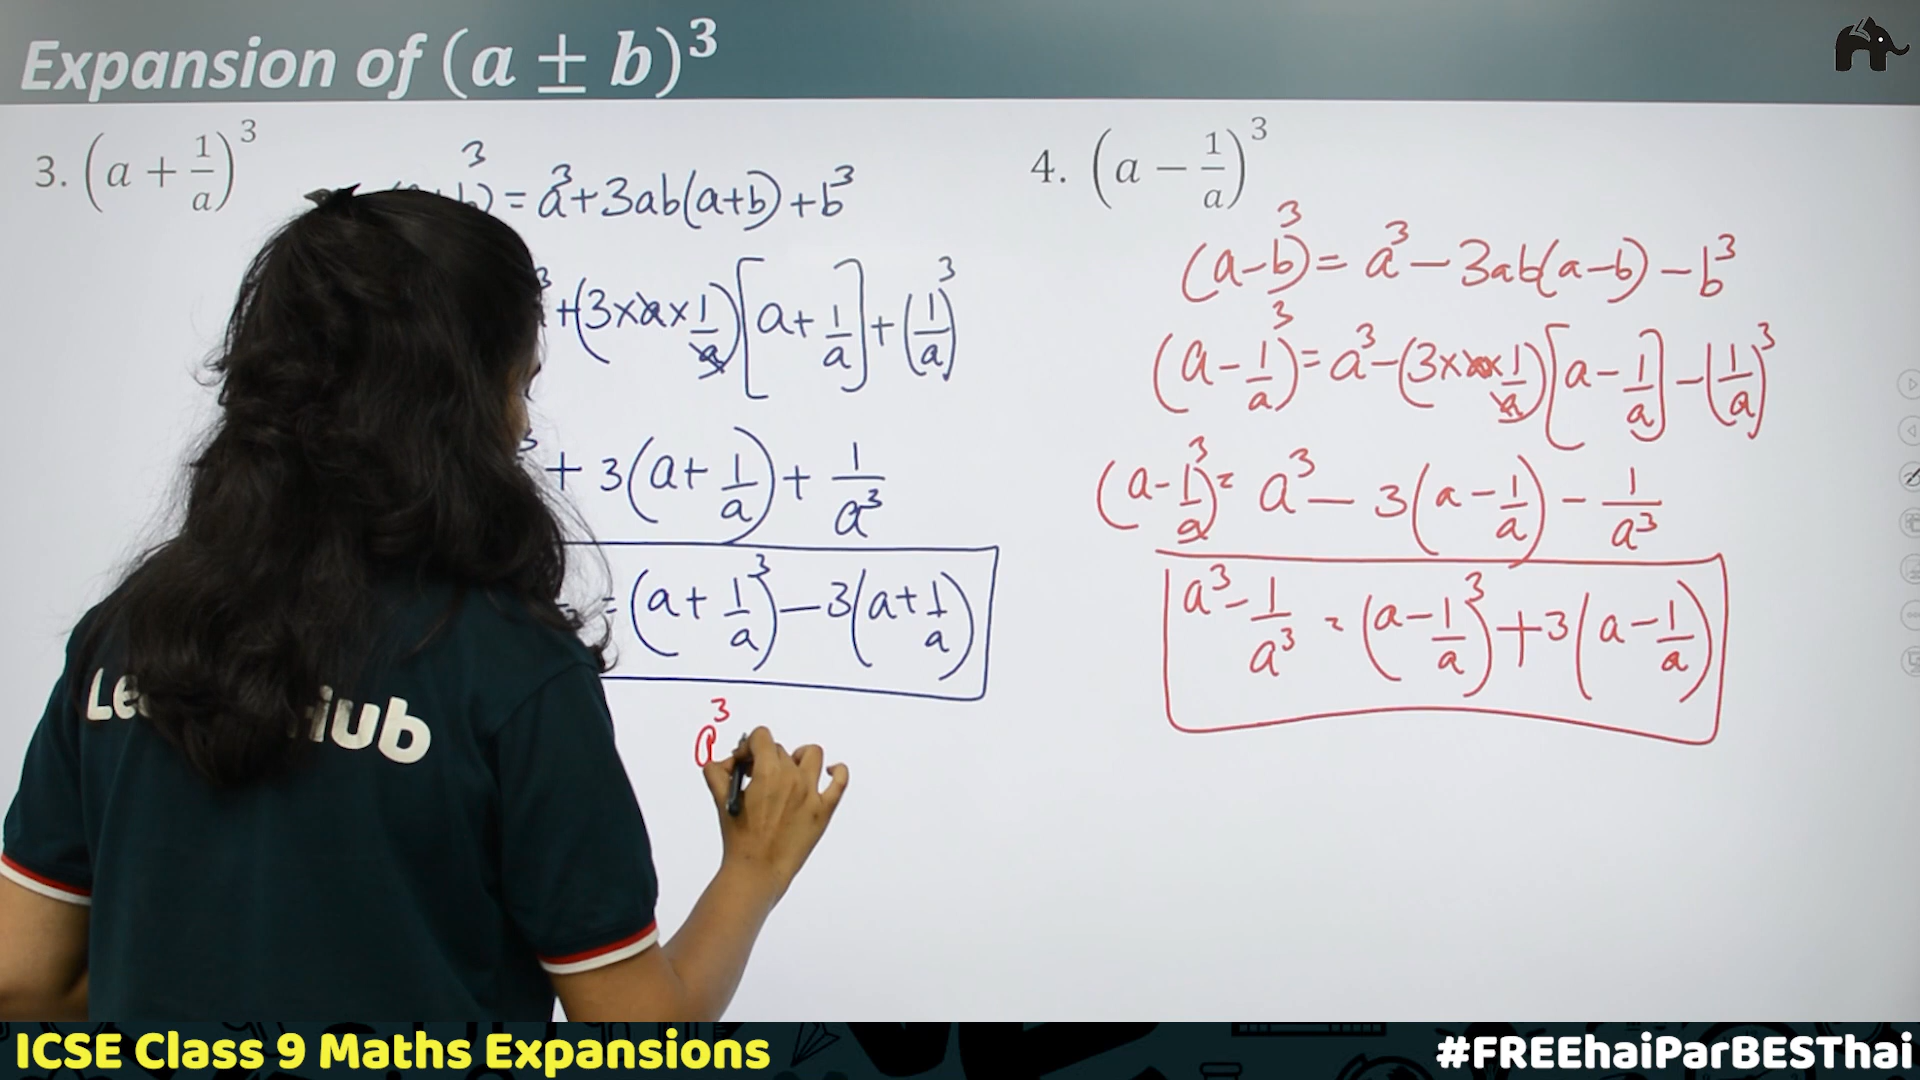 Expansion of (a ± b)³
3. (a + 1/a)³
b)³ = a³ + 3ab(a+b) + b³
³ + (3×a×1/a)[a + 1/a] + (1/a)³
³ + 3(a + 1/a) + 1/a³
= (a + 1/a)³ − 3(a + 1/a)
a³
4. (a − 1/a)³
(a−b)³ = a³ − 3ab(a−b) − b³
(a − 1/a)³ = a³ − (3×a×1/a)[a − 1/a] − (1/a)³
(a − 1/a)³ = a³ − 3(a − 1/a) − 1/a³
a³ − 1/a³ = (a − 1/a)³ + 3(a − 1/a)
Hub
ICSE Class 9 Maths Expansions
#FREEhaiParBESThai